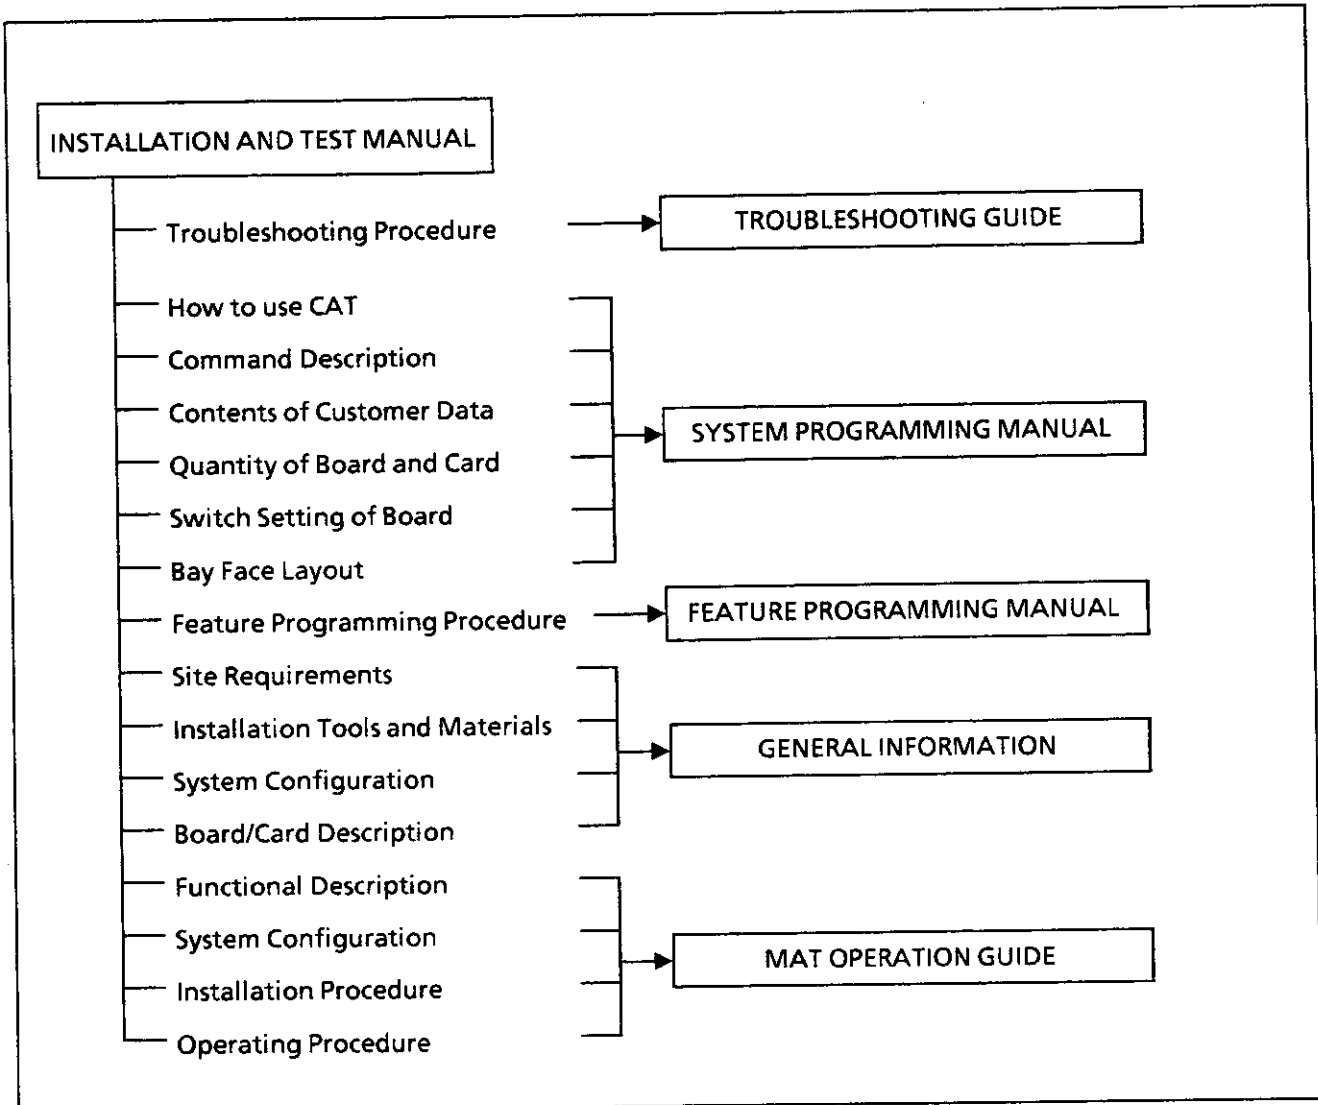 INSTALLATION AND TEST MANUAL
Troubleshooting Procedure
TROUBLESHOOTING GUIDE
How to use CAT
Command Description
Contents of Customer Data
SYSTEM PROGRAMMING MANUAL
Quantity of Board and Card
Switch Setting of Board
Bay Face Layout
Feature Programming Procedure
FEATURE PROGRAMMING MANUAL
Site Requirements
Installation Tools and Materials
GENERAL INFORMATION
System Configuration
Board/Card Description
Functional Description
System Configuration
MAT OPERATION GUIDE
Installation Procedure
Operating Procedure